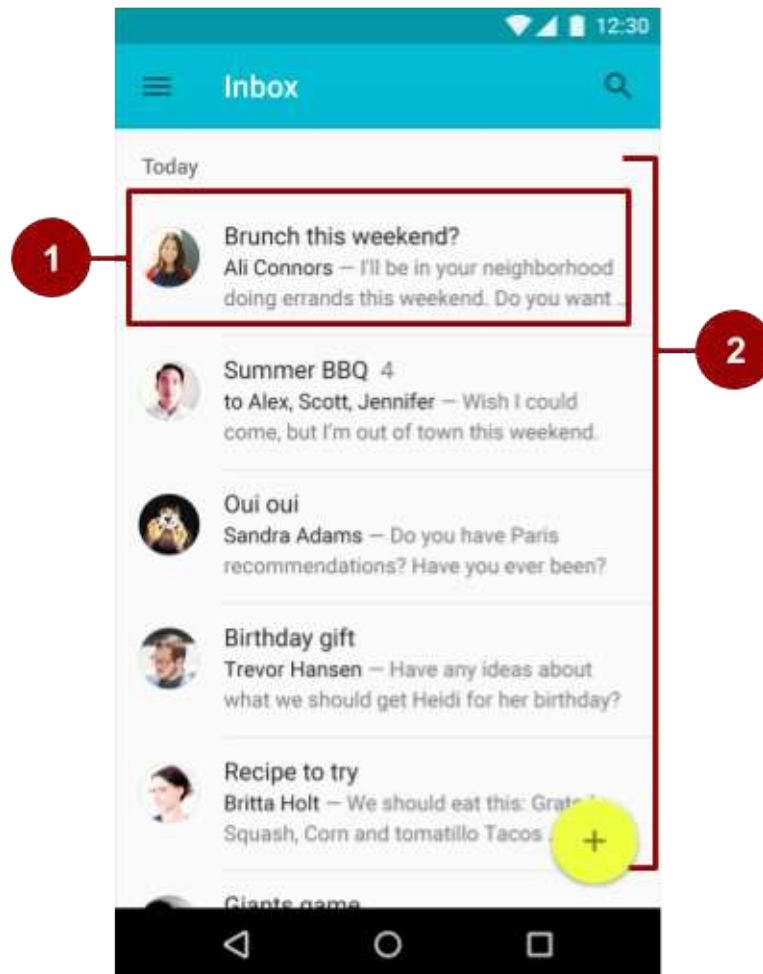 12:30
Inbox
Today
1
Brunch this weekend?
Ali Connors — I'll be in your neighborhood
doing errands this weekend. Do you want
2
Summer BBQ 4
to Alex, Scott, Jennifer — Wish I could
come, but I'm out of town this weekend.
Oui oui
Sandra Adams — Do you have Paris
recommendations? Have you ever been?
Birthday gift
Trevor Hansen — Have any ideas about
what we should get Heidi for her birthday?
Recipe to try
Britta Holt — We should eat this:
Squash, Corn and tomatillo Tacos
+
Giants game